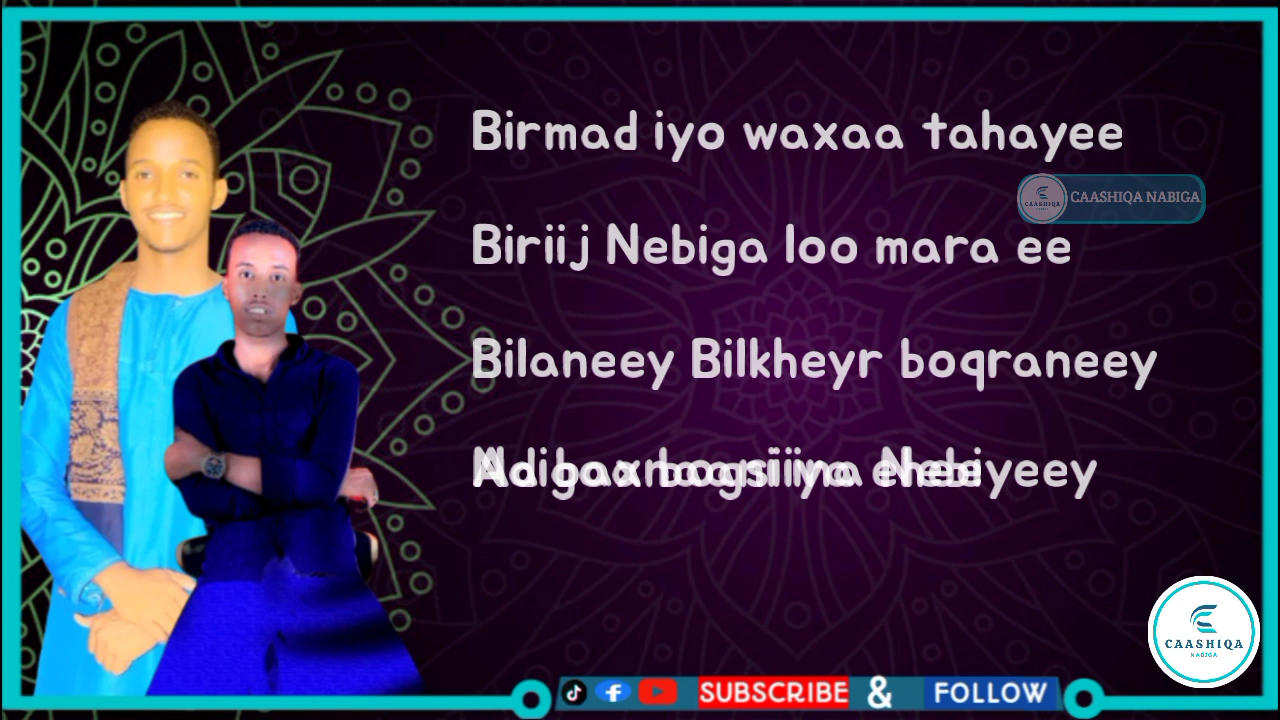 Birmad iyo waxaa tahayee
CAASHIQA NABIGA
Biriij Nebiga loo mara ee
Bilaneey Bilkheyr boqraneey
CAASHIQA
NABIGA
SUBSCRIBE & FOLLOW